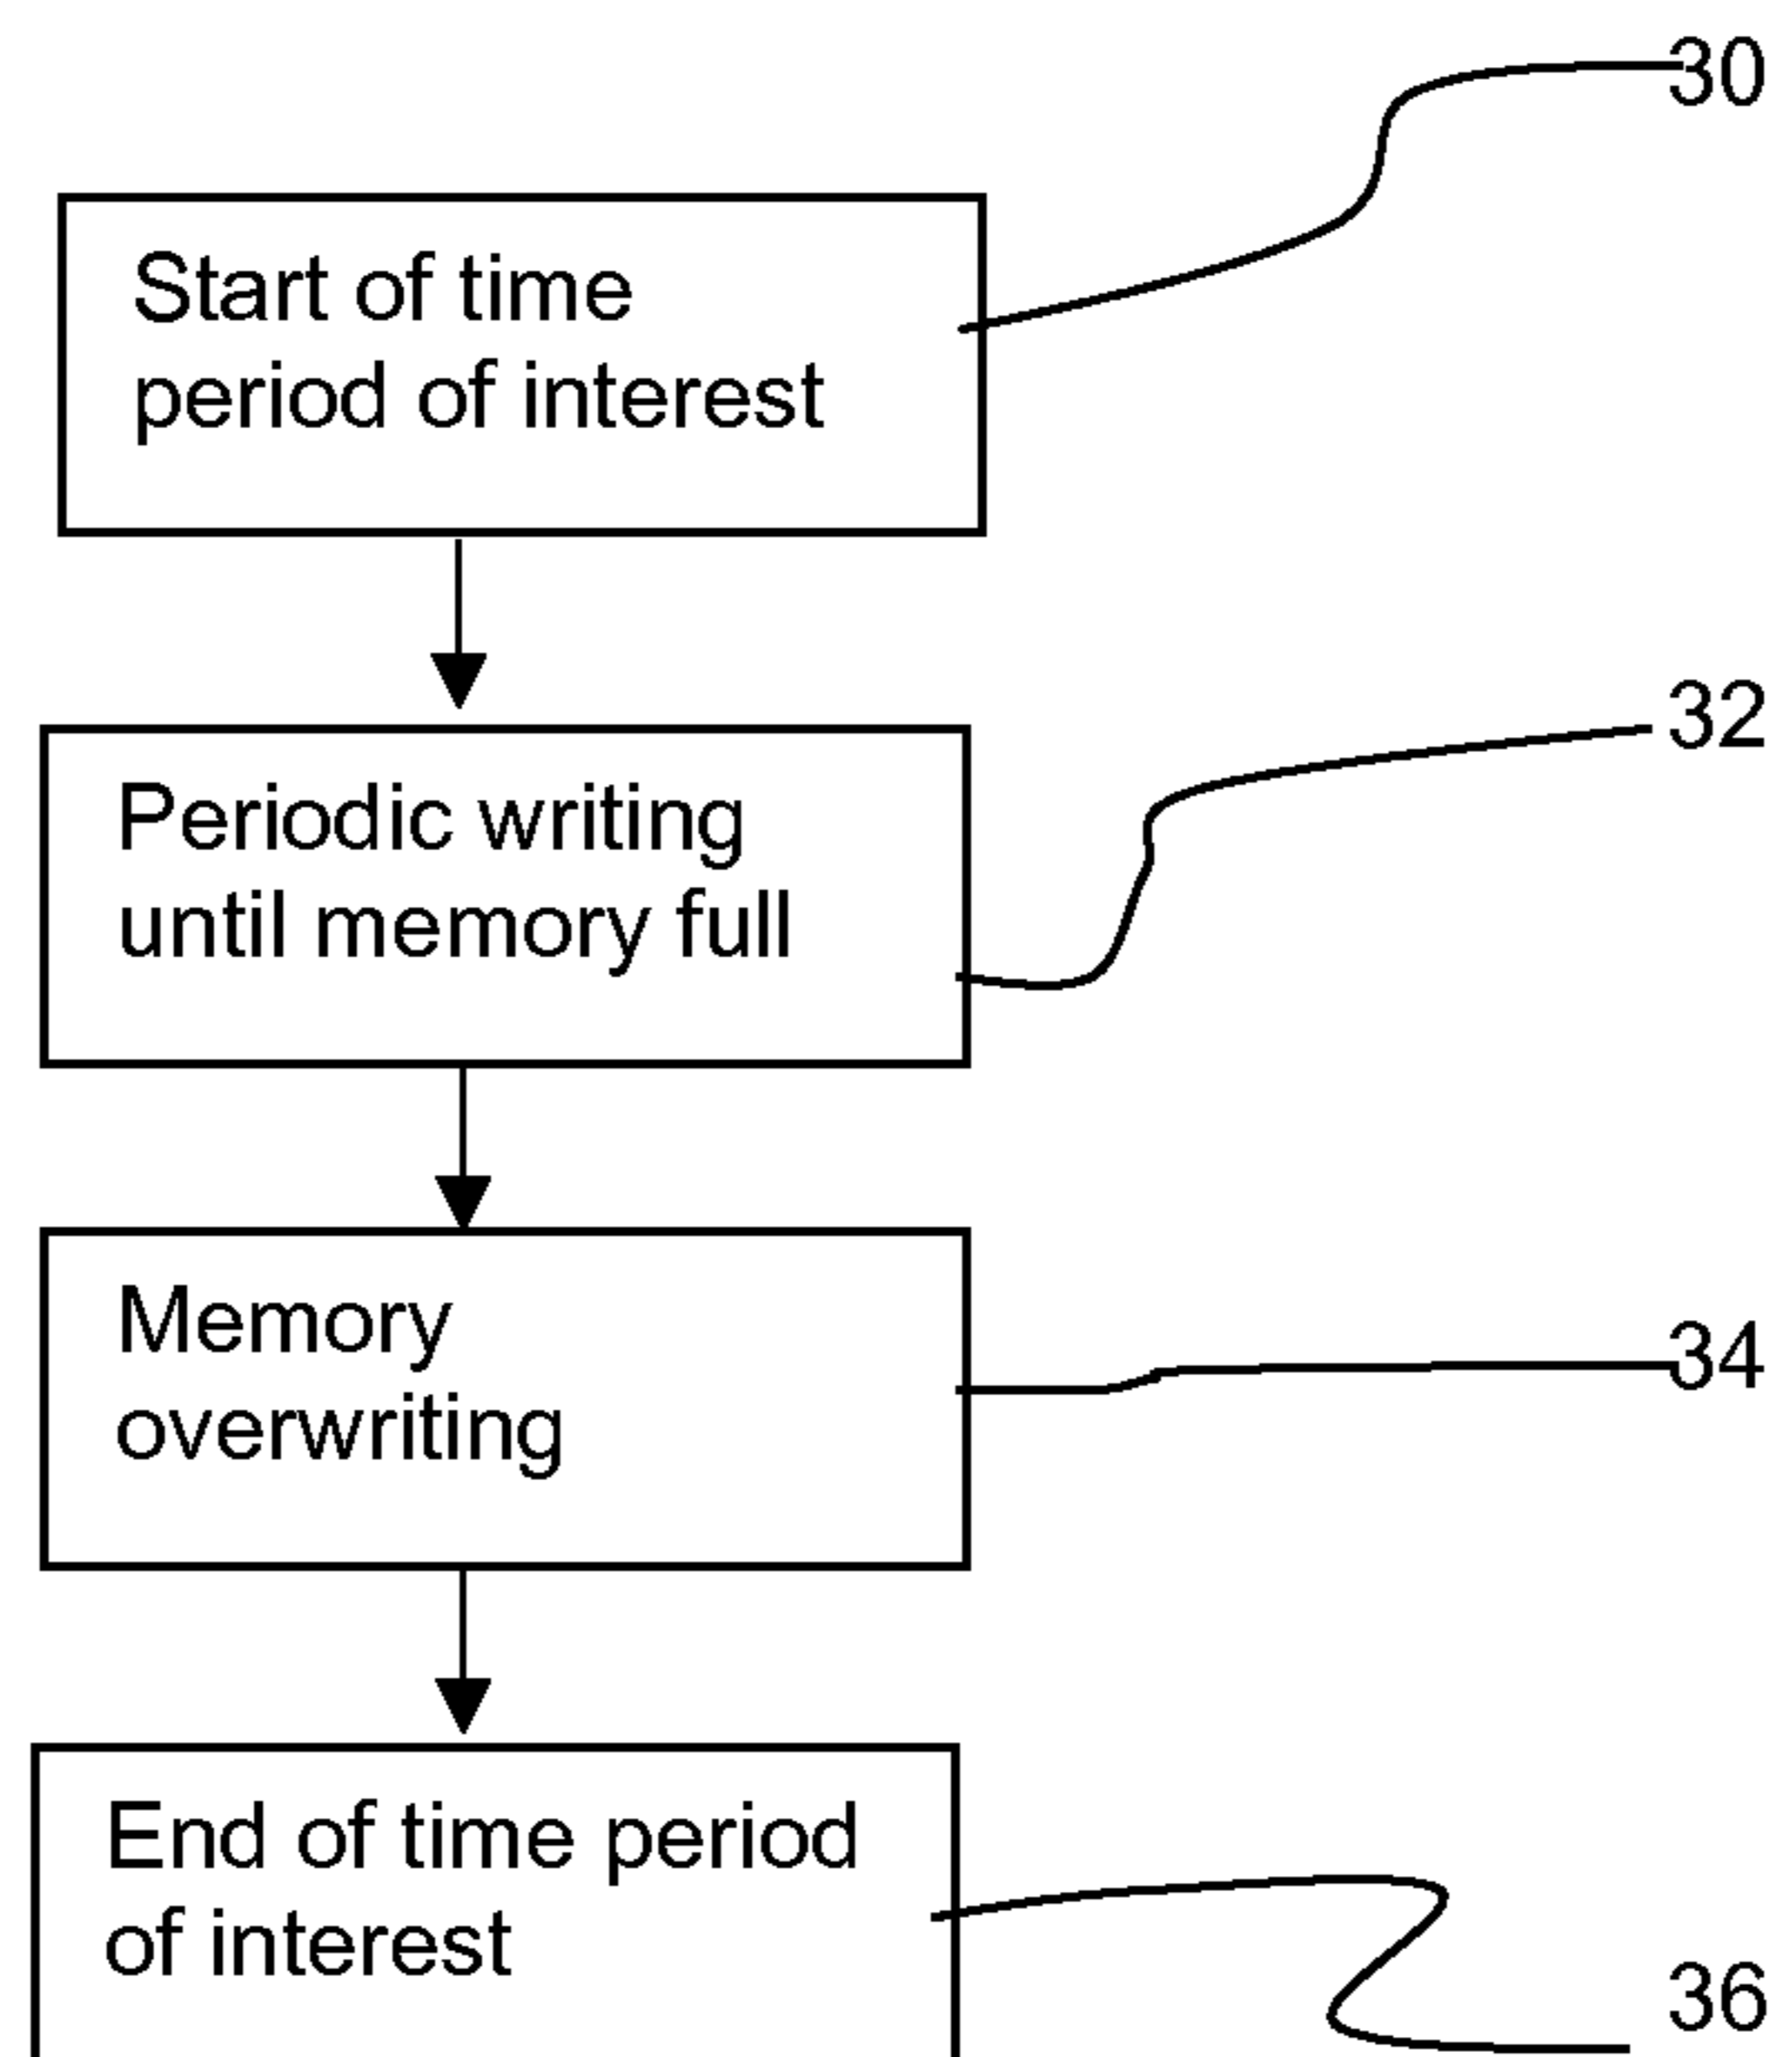 30
Start of time
period of interest
32
Periodic writing
until memory full
34
Memory
overwriting
End of time period
of interest
36